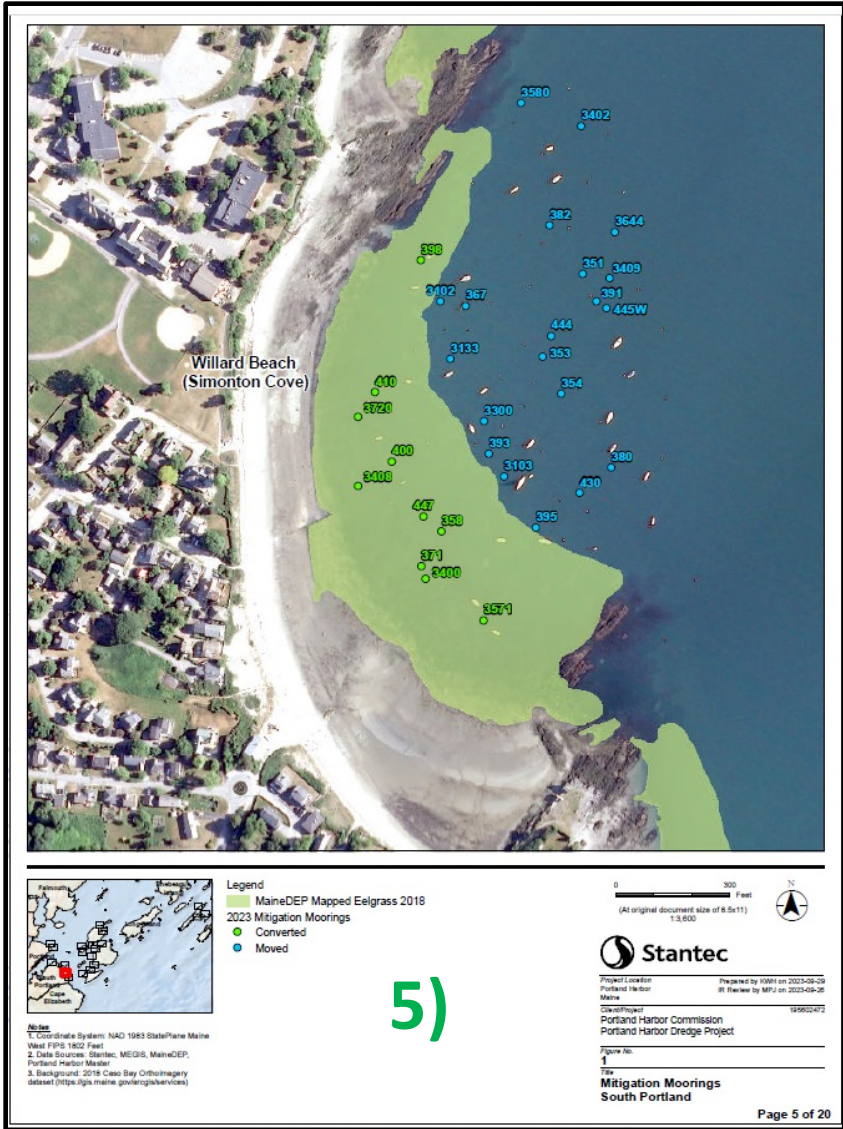 3580
3402
382
3644
398
351
3409
3102
367
391
445W
444
3133
353
Willard Beach
(Simonton Cove)
410
354
3720
3300
393
400
380
3103
3408
430
447
395
358
371
3400
3571
Falmouth
Chebeague
Island
Long Island
Portland
South
Portland
Cape
Elizabeth
Legend
MaineDEP Mapped Eelgrass 2018
2023 Mitigation Moorings
Converted
Moved
0 300
Feet
(At original document size of 8.5x11)
1:3,600
N
Stantec
Project Location
Portland Harbor
Maine
Prepared by KWH on 2023-09-29
IR Review by MPJ on 2023-09-26
Client/Project 195602472
Portland Harbor Commission
Portland Harbor Dredge Project
Figure No.
1
Title
Mitigation Moorings
South Portland
Page 5 of 20
5)
Notes
1. Coordinate System: NAD 1983 StatePlane Maine
West FIPS 1802 Feet
2. Data Sources: Stantec, MEGIS, MaineDEP,
Portland Harbor Master
3. Background: 2018 Caso Bay Orthoimagery
dataset (https://gis.maine.gov/arcgis/services)